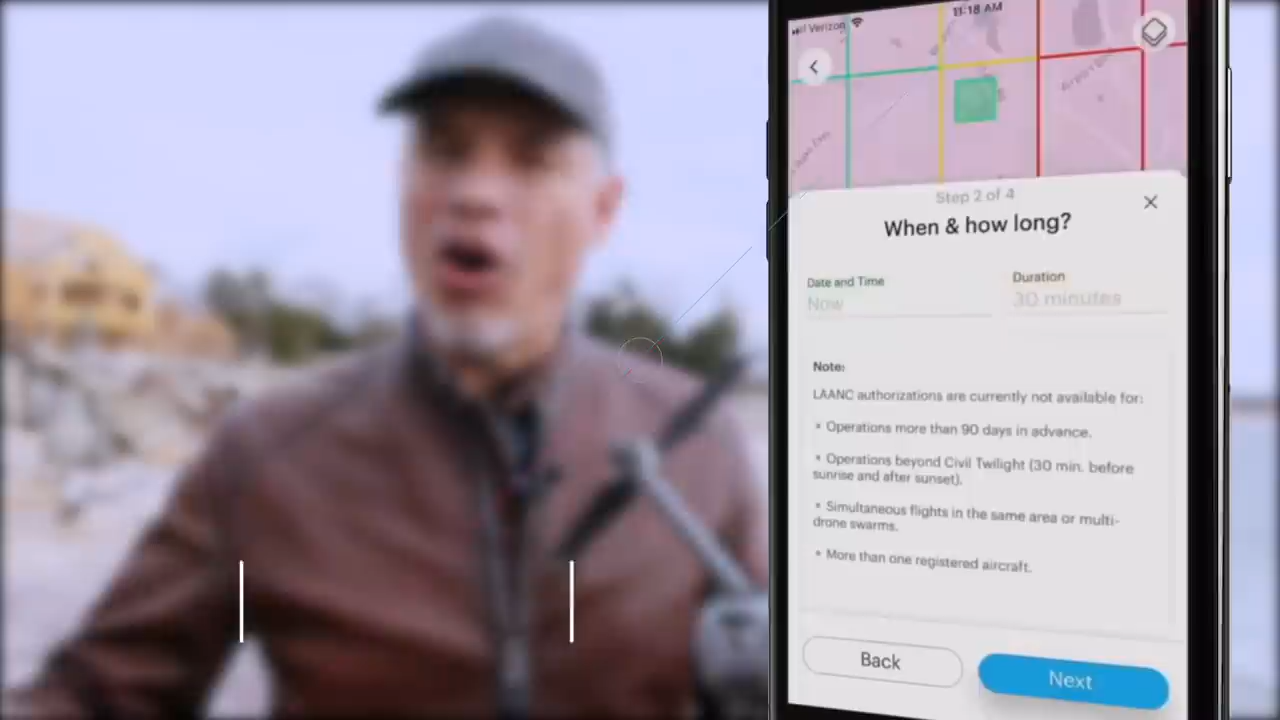 Verizon
11:18 AM
Step 2 of 4
When & how long?
Date and Time
Duration
Now
30 minutes
Note:
LAANC authorizations are currently not available for:
* Operations more than 90 days in advance.
* Operations beyond Civil Twilight (30 min. before
sunrise and after sunset).
* Simultaneous flights in the same area or multi-
drone swarms.
* More than one registered aircraft.
Back
Next